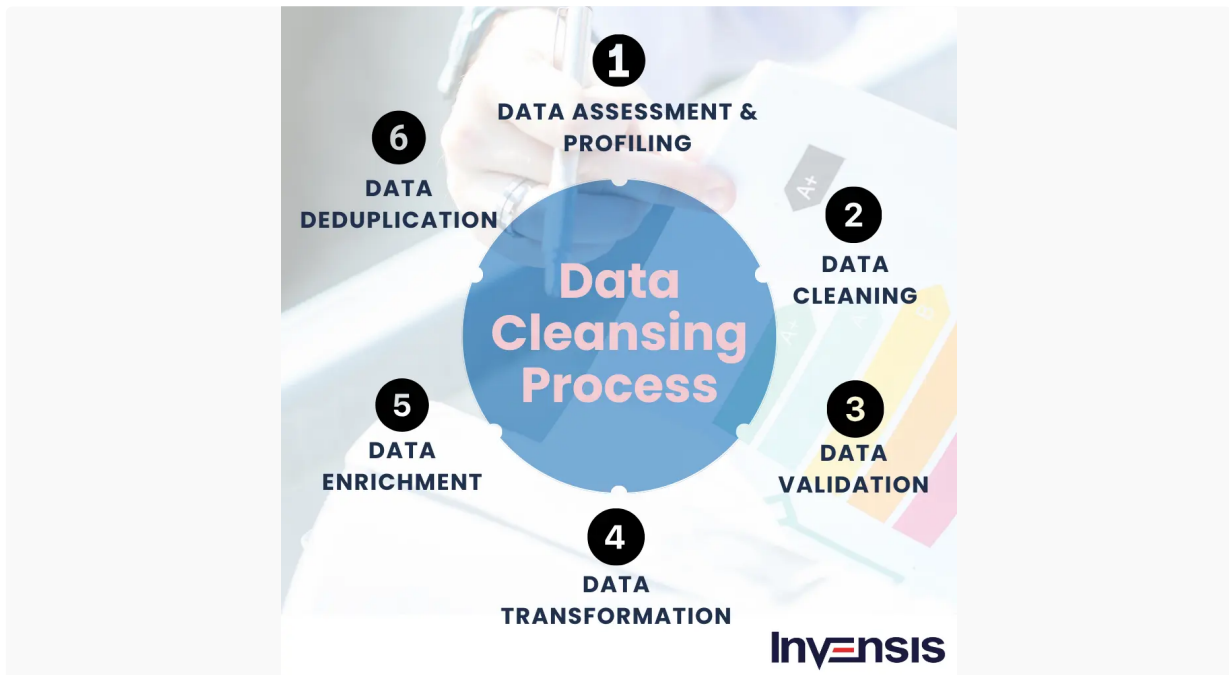 1
DATA ASSESSMENT &
PROFILING
2
DATA
CLEANING
3
DATA
VALIDATION
4
DATA
TRANSFORMATION
5
DATA
ENRICHMENT
6
DATA
DEDUPLICATION
Data
Cleansing
Process
A+
A+
A
B
Invensis